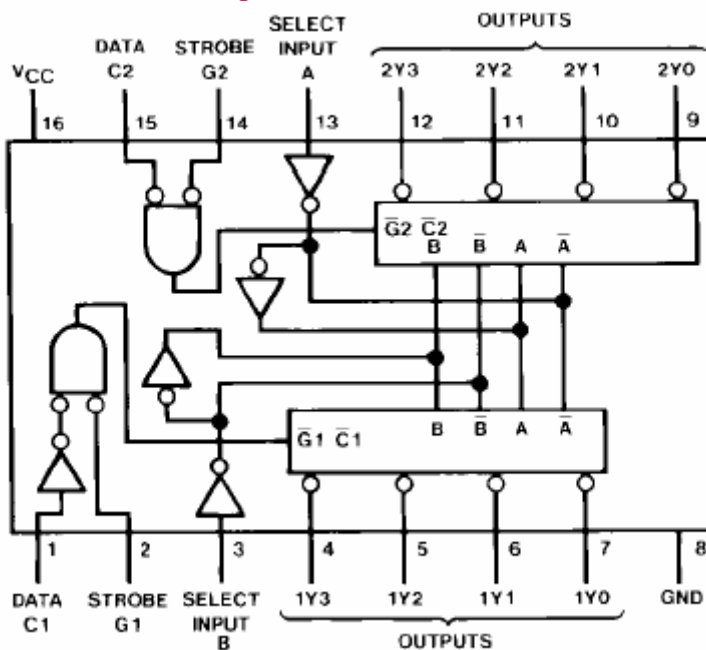 OUTPUTS
SELECT
INPUT
A
DATA
C2
STROBE
G2
VCC
2Y3
2Y2
2Y1
2Y0
16
15
14
13
12
11
10
9
G̅2 C̅2
B B̅ A A̅
G̅1 C̅1
B B̅ A A̅
1
2
3
4
5
6
7
8
DATA
C1
STROBE
G1
SELECT
INPUT
B
1Y3
1Y2
1Y1
1Y0
GND
OUTPUTS